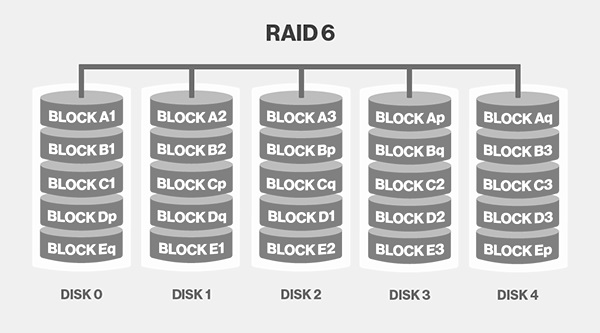 RAID 6
BLOCK A1 BLOCK A2 BLOCK A3 BLOCK Ap BLOCK Aq
BLOCK B1 BLOCK B2 BLOCK Bp BLOCK Bq BLOCK B3
BLOCK C1 BLOCK Cp BLOCK Cq BLOCK C2 BLOCK C3
BLOCK Dp BLOCK Dq BLOCK D1 BLOCK D2 BLOCK D3
BLOCK Eq BLOCK E1 BLOCK E2 BLOCK E3 BLOCK Ep
DISK 0 DISK 1 DISK 2 DISK 3 DISK 4